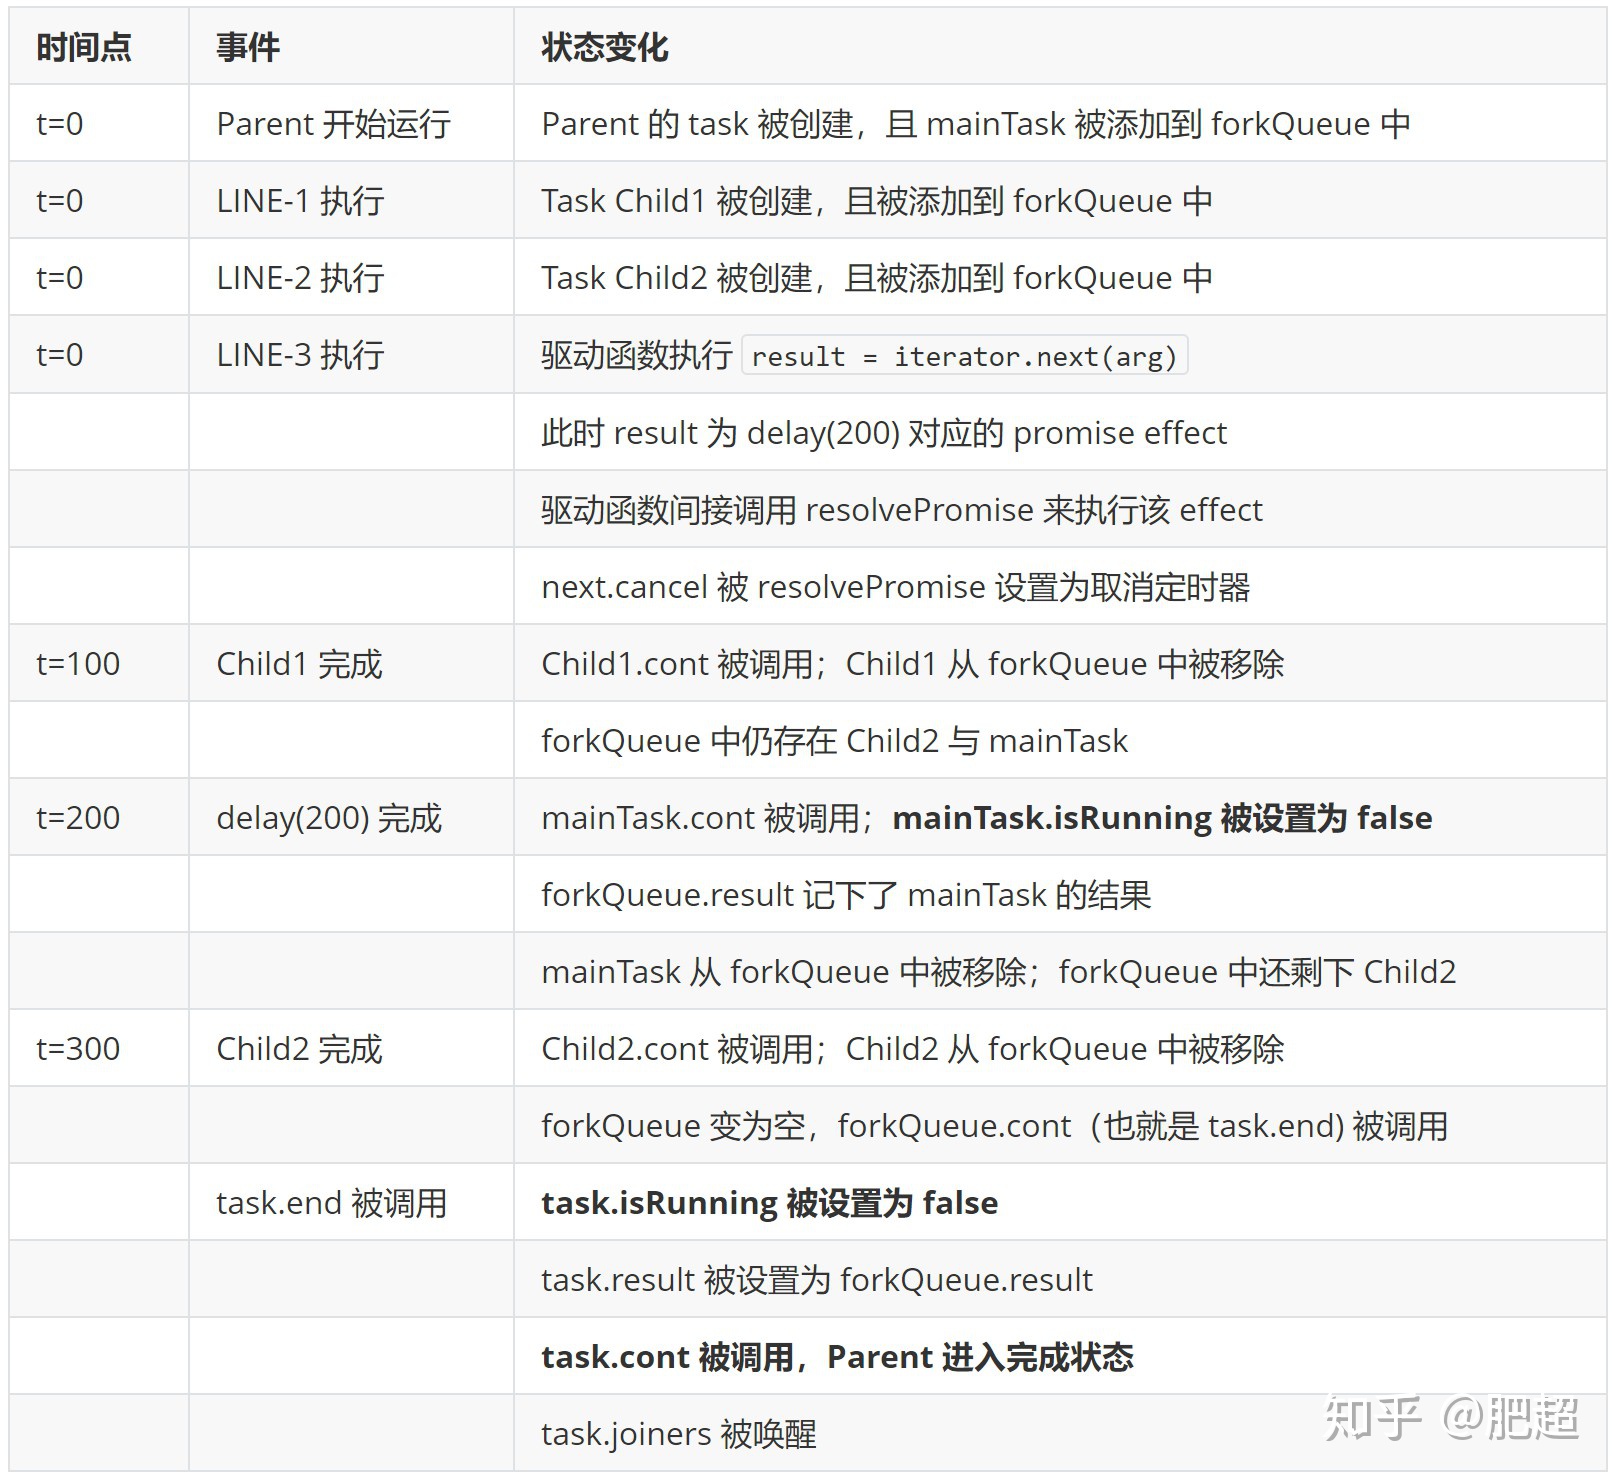 时间点 事件 状态变化
t=0 Parent 开始运行 Parent 的 task 被创建，且 mainTask 被添加到 forkQueue 中
t=0 LINE-1 执行 Task Child1 被创建，且被添加到 forkQueue 中
t=0 LINE-2 执行 Task Child2 被创建，且被添加到 forkQueue 中
t=0 LINE-3 执行 驱动函数执行 result = iterator.next(arg)
此时 result 为 delay(200) 对应的 promise effect
驱动函数间接调用 resolvePromise 来执行该 effect
next.cancel 被 resolvePromise 设置为取消定时器
t=100 Child1 完成 Child1.cont 被调用；Child1 从 forkQueue 中被移除
forkQueue 中仍存在 Child2 与 mainTask
t=200 delay(200) 完成 mainTask.cont 被调用；mainTask.isRunning 被设置为 false
forkQueue.result 记下了 mainTask 的结果
mainTask 从 forkQueue 中被移除；forkQueue 中还剩下 Child2
t=300 Child2 完成 Child2.cont 被调用；Child2 从 forkQueue 中被移除
forkQueue 变为空，forkQueue.cont（也就是 task.end) 被调用
task.end 被调用 task.isRunning 被设置为 false
task.result 被设置为 forkQueue.result
task.cont 被调用，Parent 进入完成状态
task.joiners 被唤醒
知乎 @肥超